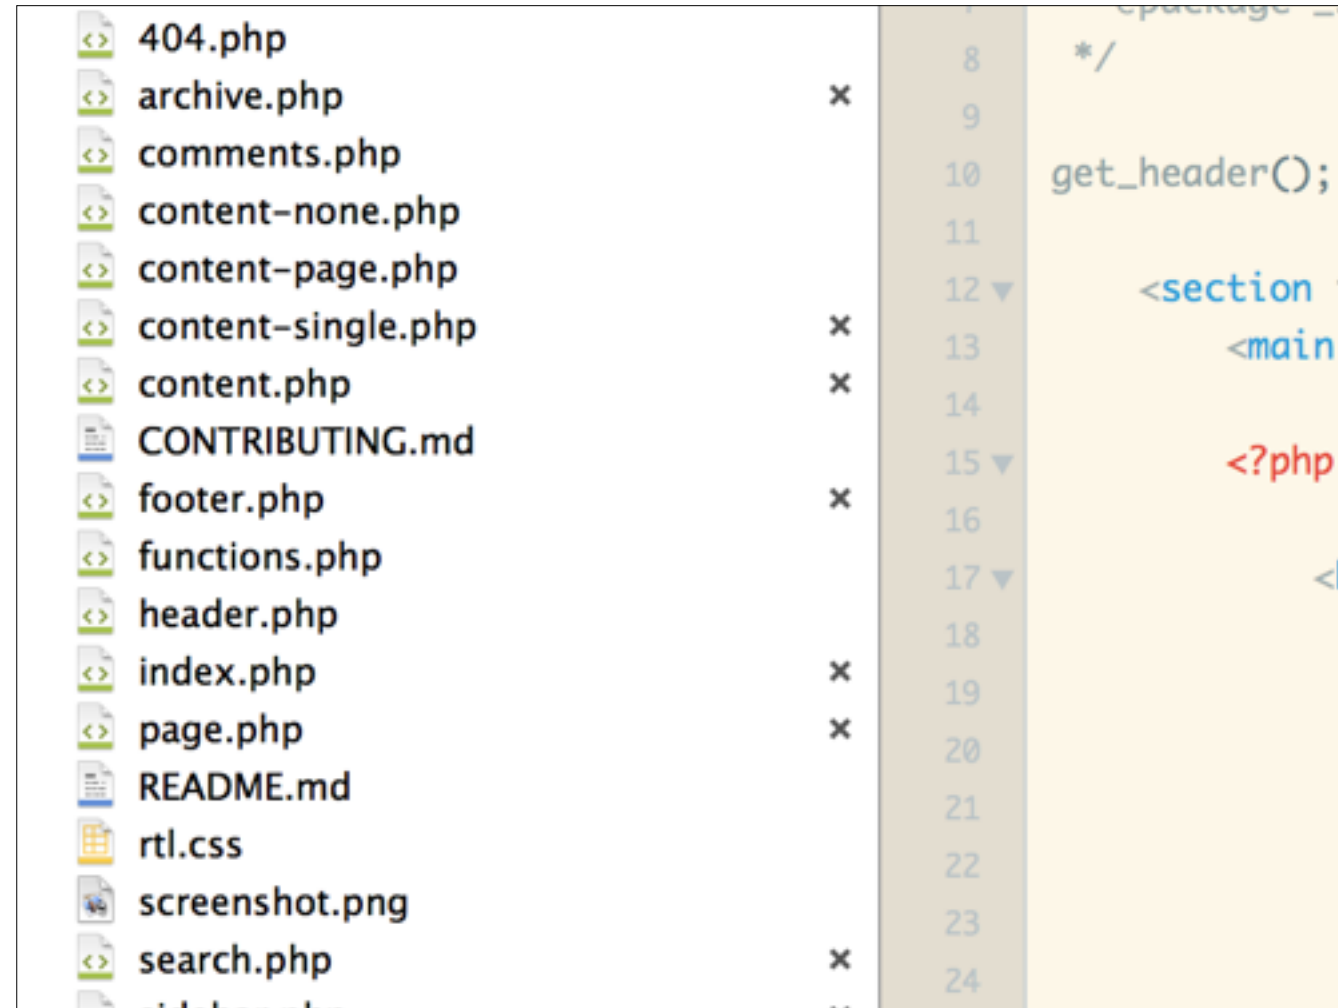 404.php
archive.php
comments.php
content-none.php
content-page.php
content-single.php
content.php
CONTRIBUTING.md
footer.php
functions.php
header.php
index.php
page.php
README.md
rtl.css
screenshot.png
search.php
8 */
9
10 get_header();
11
12 <section
13 <main
14
15 <?php
16
17 <
18
19
20
21
22
23
24